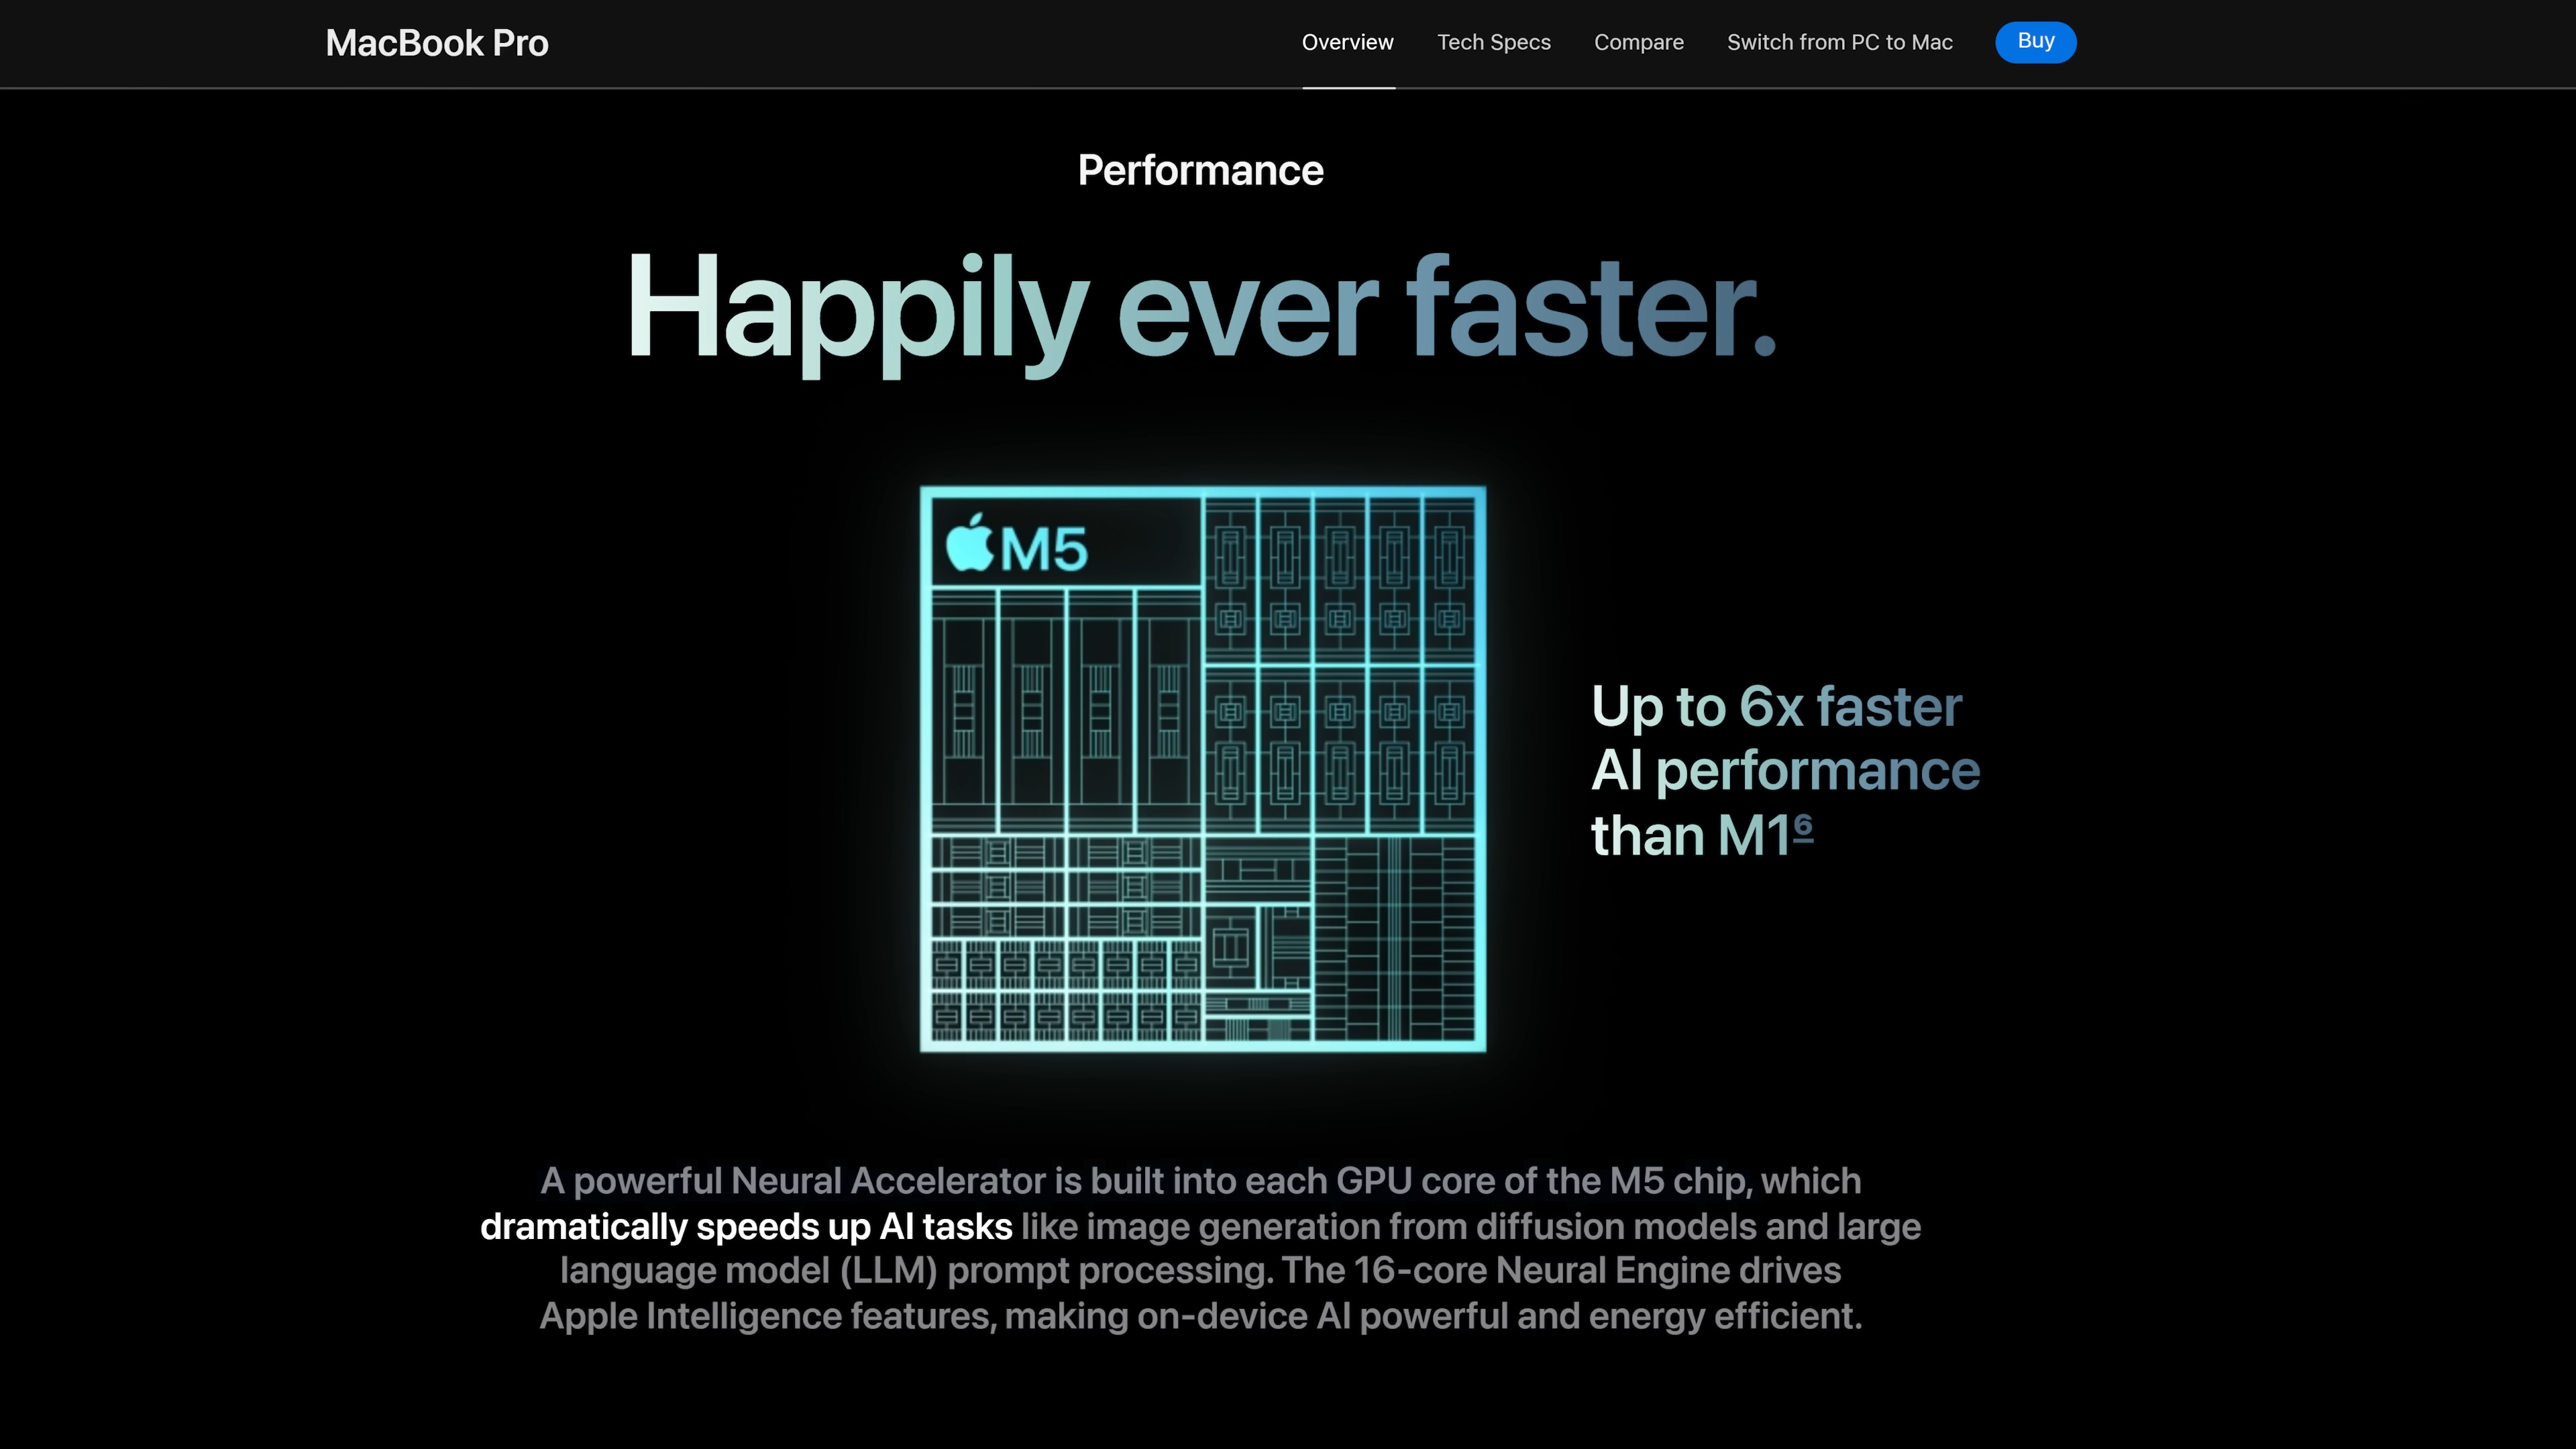 MacBook Pro
Overview Tech Specs Compare Switch from PC to Mac Buy
Performance
Happily ever faster.
M5
Up to 6x faster
AI performance
than M1⁶
A powerful Neural Accelerator is built into each GPU core of the M5 chip, which
dramatically speeds up AI tasks like image generation from diffusion models and large
language model (LLM) prompt processing. The 16-core Neural Engine drives
Apple Intelligence features, making on-device AI powerful and energy efficient.